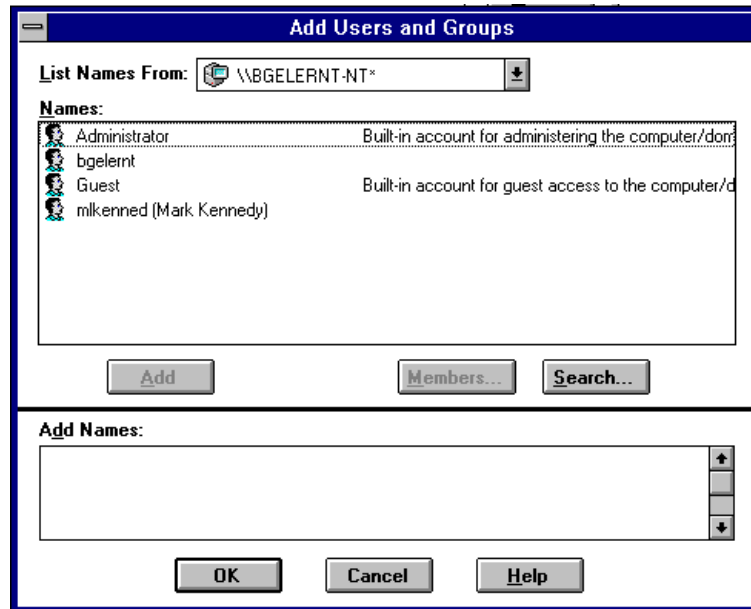 Add Users and Groups
List Names From: \\BGELERNT-NT*
Names:
Administrator Built-in account for administering the computer/dom
bgelernt
Guest Built-in account for guest access to the computer/d
mlkenned (Mark Kennedy)
Add Members... Search...
Add Names:
OK Cancel Help